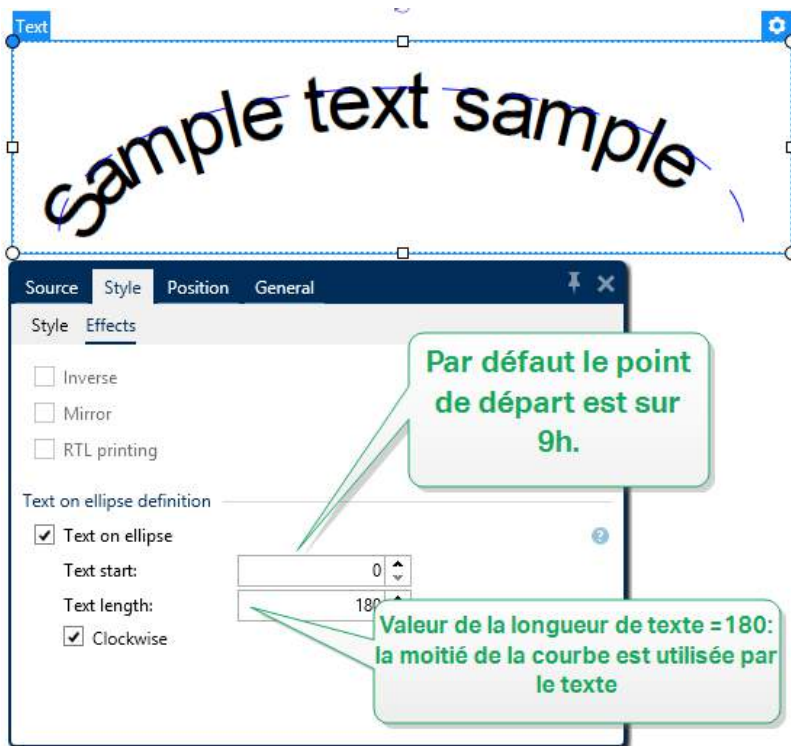 Text
Sample text sample
Source Style Position General
Style Effects
Inverse
Mirror
RTL printing
Par défaut le point
de départ est sur
9h.
Text on ellipse definition
Text on ellipse
Text start: 0
Text length: 180
Clockwise
Valeur de la longueur de texte =180:
la moitié de la courbe est utilisée par
le texte